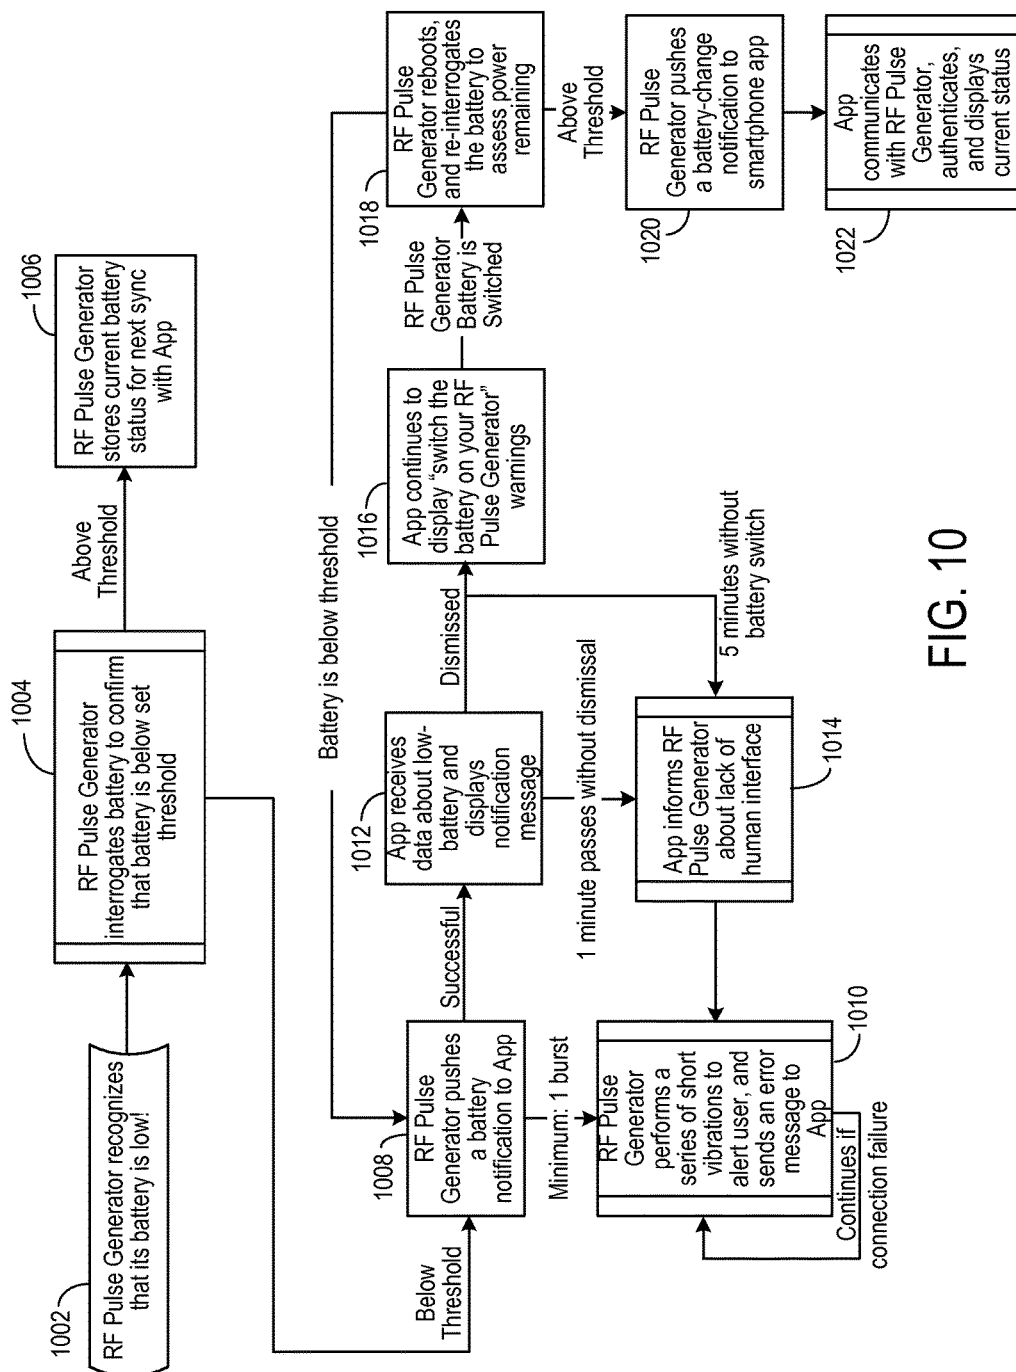 1002
RF Pulse Generator recognizes
that its battery is low!
1004
RF Pulse Generator
interrogates battery to confirm
that battery is below set
threshold
Above
Threshold
1006
RF Pulse Generator
stores current battery
status for next sync
with App
Below
Threshold
Battery is below threshold
1008
RF Pulse
Generator pushes
a battery
notification to App
Successful
Minimum: 1 burst
1010
RF Pulse
Generator
performs a
series of short
vibrations to
alert user, and
sends an error
message to
App
Continues if
connection failure
1012
App receives
data about low-
battery and
displays
notification
message
Dismissed
1 minute passes without dismissal
1014
App informs RF
Pulse Generator
about lack of
human interface
5 minutes without
battery switch
1016
App continues to
display “switch the
battery on your RF
Pulse Generator”
warnings
RF Pulse
Generator
Battery is
Switched
1018
RF Pulse
Generator reboots,
and re-interrogates
the battery to
assess power
remaining
Above
Threshold
1020
RF Pulse
Generator pushes
a battery-change
notification to
smartphone app
1022
App
communicates
with RF Pulse
Generator,
authenticates,
and displays
current status
FIG. 10